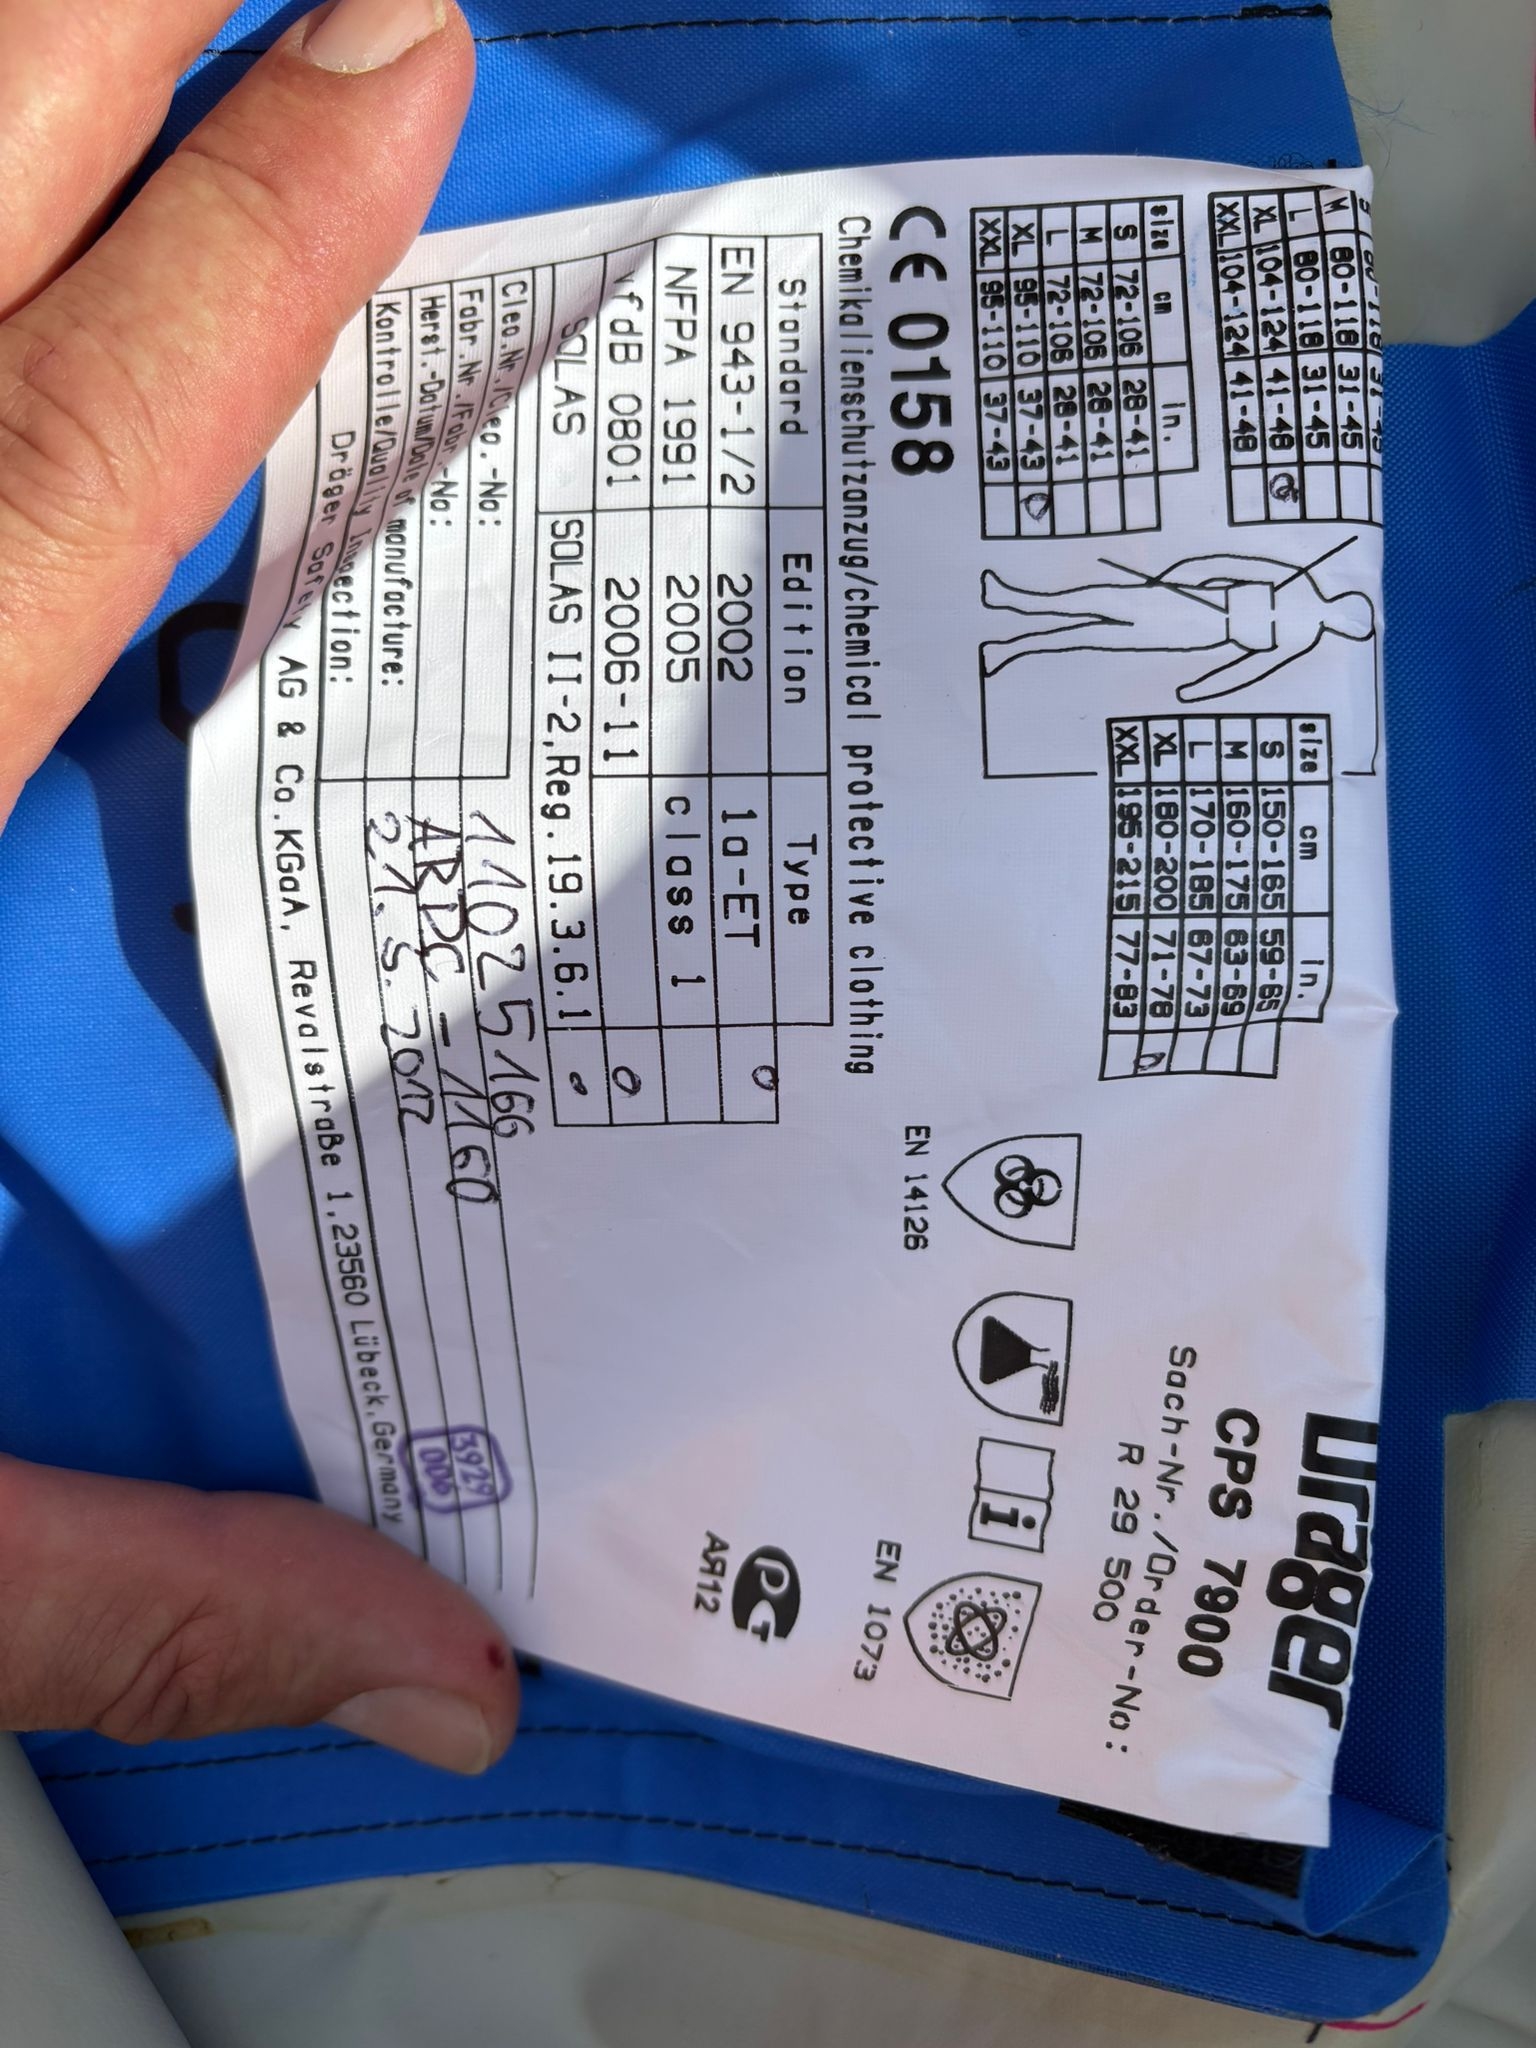 Dräger
CPS 7900
Sach-Nr./Order-No:
R 29 500
size cm in.
S 150-165 59-65
M 160-175 63-69
L 170-185 67-73
XL 180-200 71-78
XXL 195-215 77-83
M 80-118 31-45
L 80-118 31-45
XL 104-124 41-48
XXL 104-124 41-48
size cm in.
S 72-106 28-41
M 72-106 28-41
L 72-106 28-41
XL 95-110 37-43
XXL 95-110 37-43
EN 14126
EN 1073
CE 0158
Chemikalienschutzanzug/chemical protective clothing
Standard Edition Type
EN 943-1/2 2002 1a-ET
NFPA 1991 2005 class 1
vfdB 0801 2006-11
SOLAS SOLAS II-2,Reg.19.3.6.1
РСТ
АЯ12
Cleo.Nr./Cleo.-No: 11025166
Fabr.Nr./Fabr.-No: ARDC-1160
Herst.-Datum/Date of manufacture: 21.5.2012
Kontrolle/Quality Inspection:
3929
006
Dräger Safety AG & Co.KGaA, Revalstraße 1,23560 Lübeck,Germany